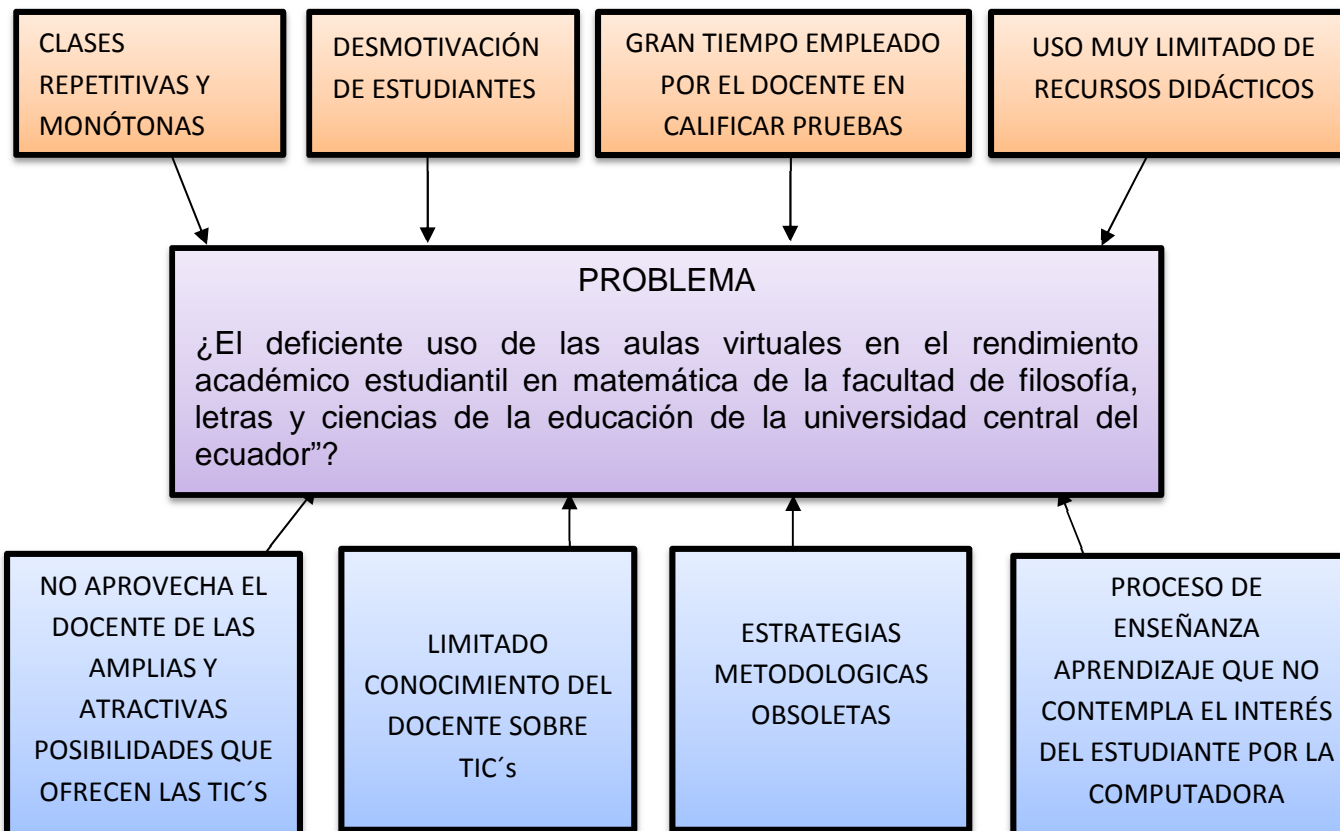 CLASES
REPETITIVAS Y
MONÓTONAS
DESMOTIVACIÓN
DE ESTUDIANTES
GRAN TIEMPO EMPLEADO
POR EL DOCENTE EN
CALIFICAR PRUEBAS
USO MUY LIMITADO DE
RECURSOS DIDÁCTICOS
PROBLEMA
¿El deficiente uso de las aulas virtuales en el rendimiento
académico estudiantil en matemática de la facultad de filosofía,
letras y ciencias de la educación de la universidad central del
ecuador”?
NO APROVECHA EL
DOCENTE DE LAS
AMPLIAS Y
ATRACTIVAS
POSIBILIDADES QUE
OFRECEN LAS TIC´S
LIMITADO
CONOCIMIENTO DEL
DOCENTE SOBRE
TIC´s
ESTRATEGIAS
METODOLOGICAS
OBSOLETAS
PROCESO DE
ENSEÑANZA
APRENDIZAJE QUE NO
CONTEMPLA EL INTERÉS
DEL ESTUDIANTE POR LA
COMPUTADORA